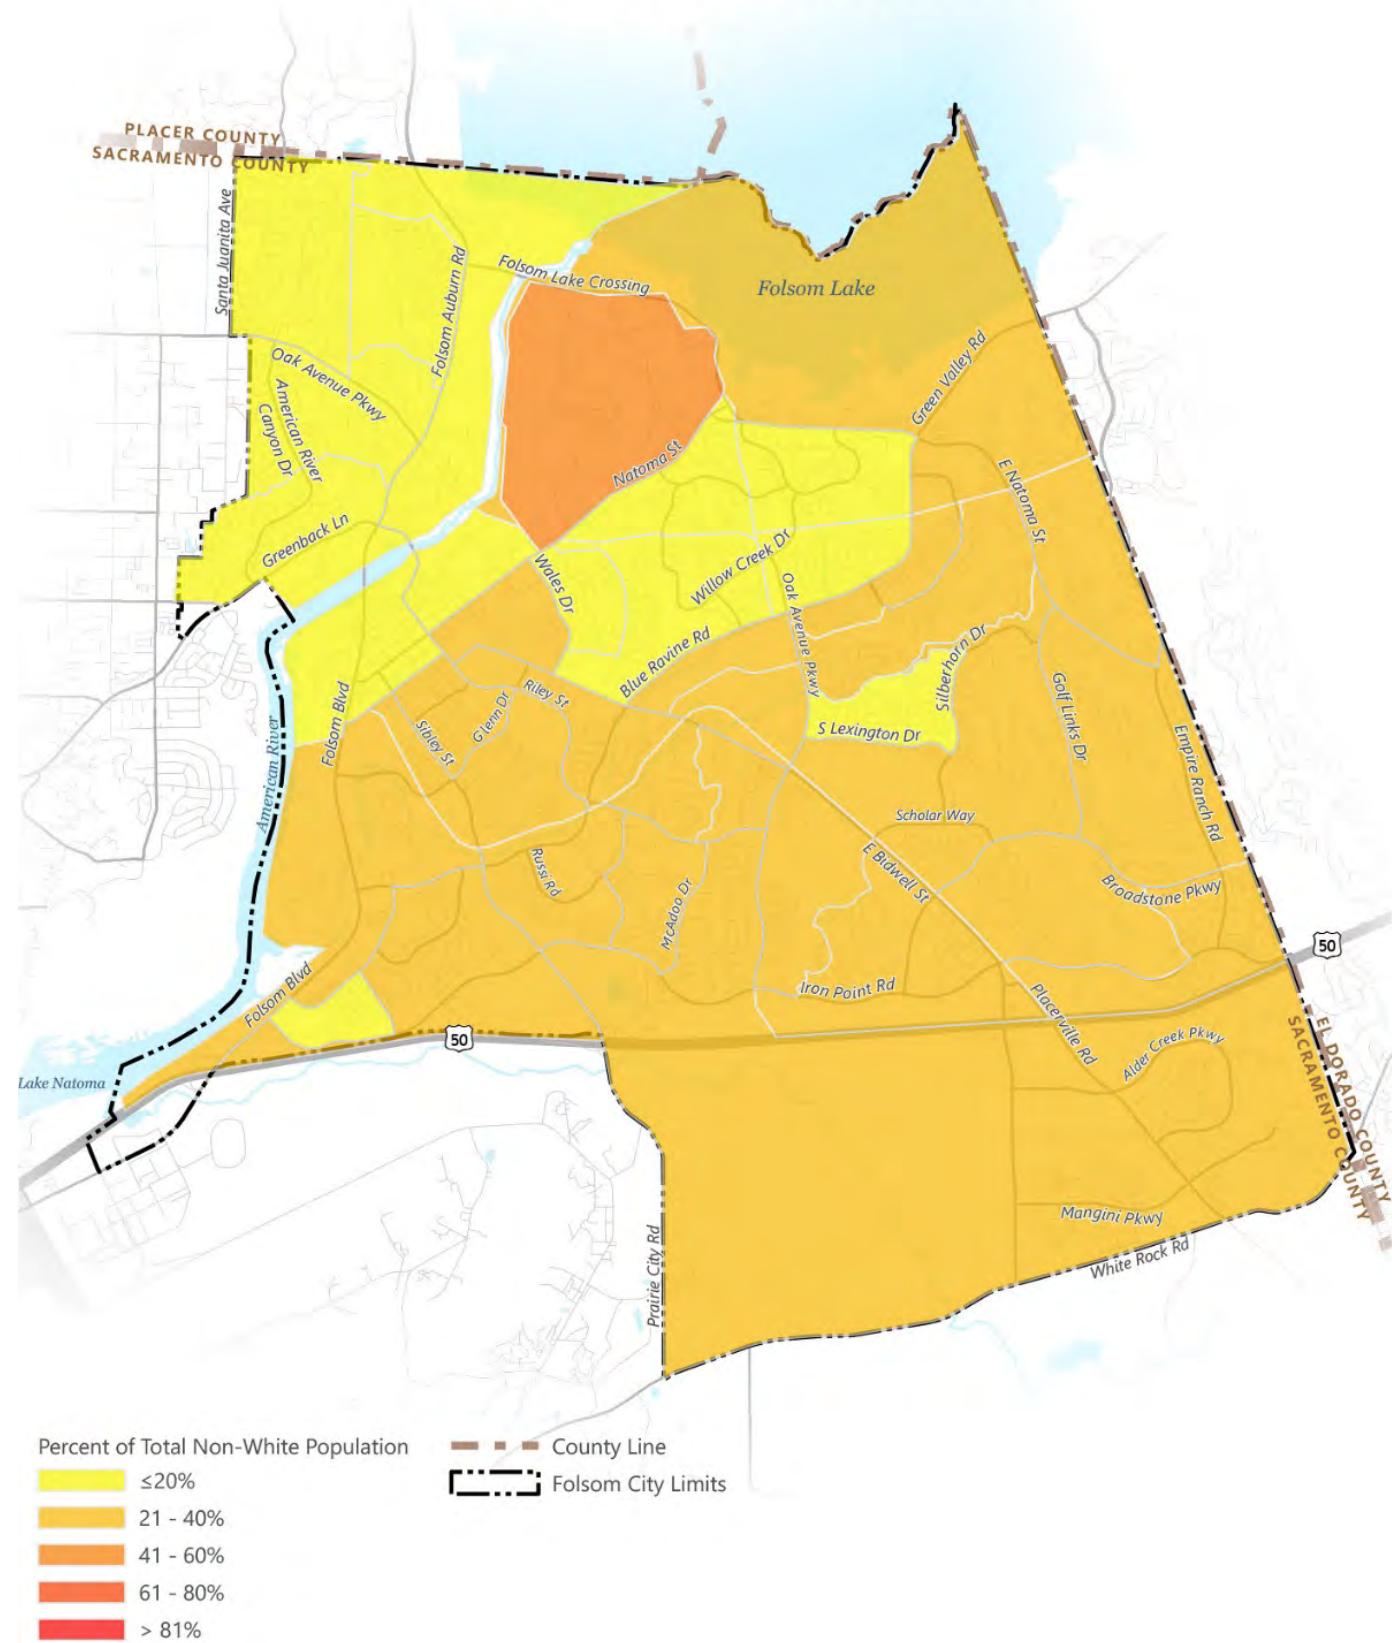 PLACER COUNTY
SACRAMENTO COUNTY
Santa Juanita Ave
Folsom Auburn Rd
Folsom Lake Crossing
Folsom Lake
Green Valley Rd
Oak Avenue Pkwy
American River
Canyon Dr
Natoma St
E Natoma St
Greenback Ln
Wales Dr
Willow Creek Dr
Oak Avenue Pkwy
Blue Ravine Rd
Silberhorn Dr
Golf Links Dr
Folsom Blvd
Sibley St
Glenn Dr
Riley St
S Lexington Dr
Empire Ranch Rd
American River
Scholar Way
Russi Rd
McAdoo Dr
E Bidwell St
Broadstone Pkwy
50
Folsom Blvd
Iron Point Rd
Placerville Rd
50
Alder Creek Pkwy
Lake Natoma
EL DORADO COUNTY
SACRAMENTO COUNTY
Prairie City Rd
Mangini Pkwy
White Rock Rd
Percent of Total Non-White Population
≤20%
21 - 40%
41 - 60%
61 - 80%
> 81%
County Line
Folsom City Limits